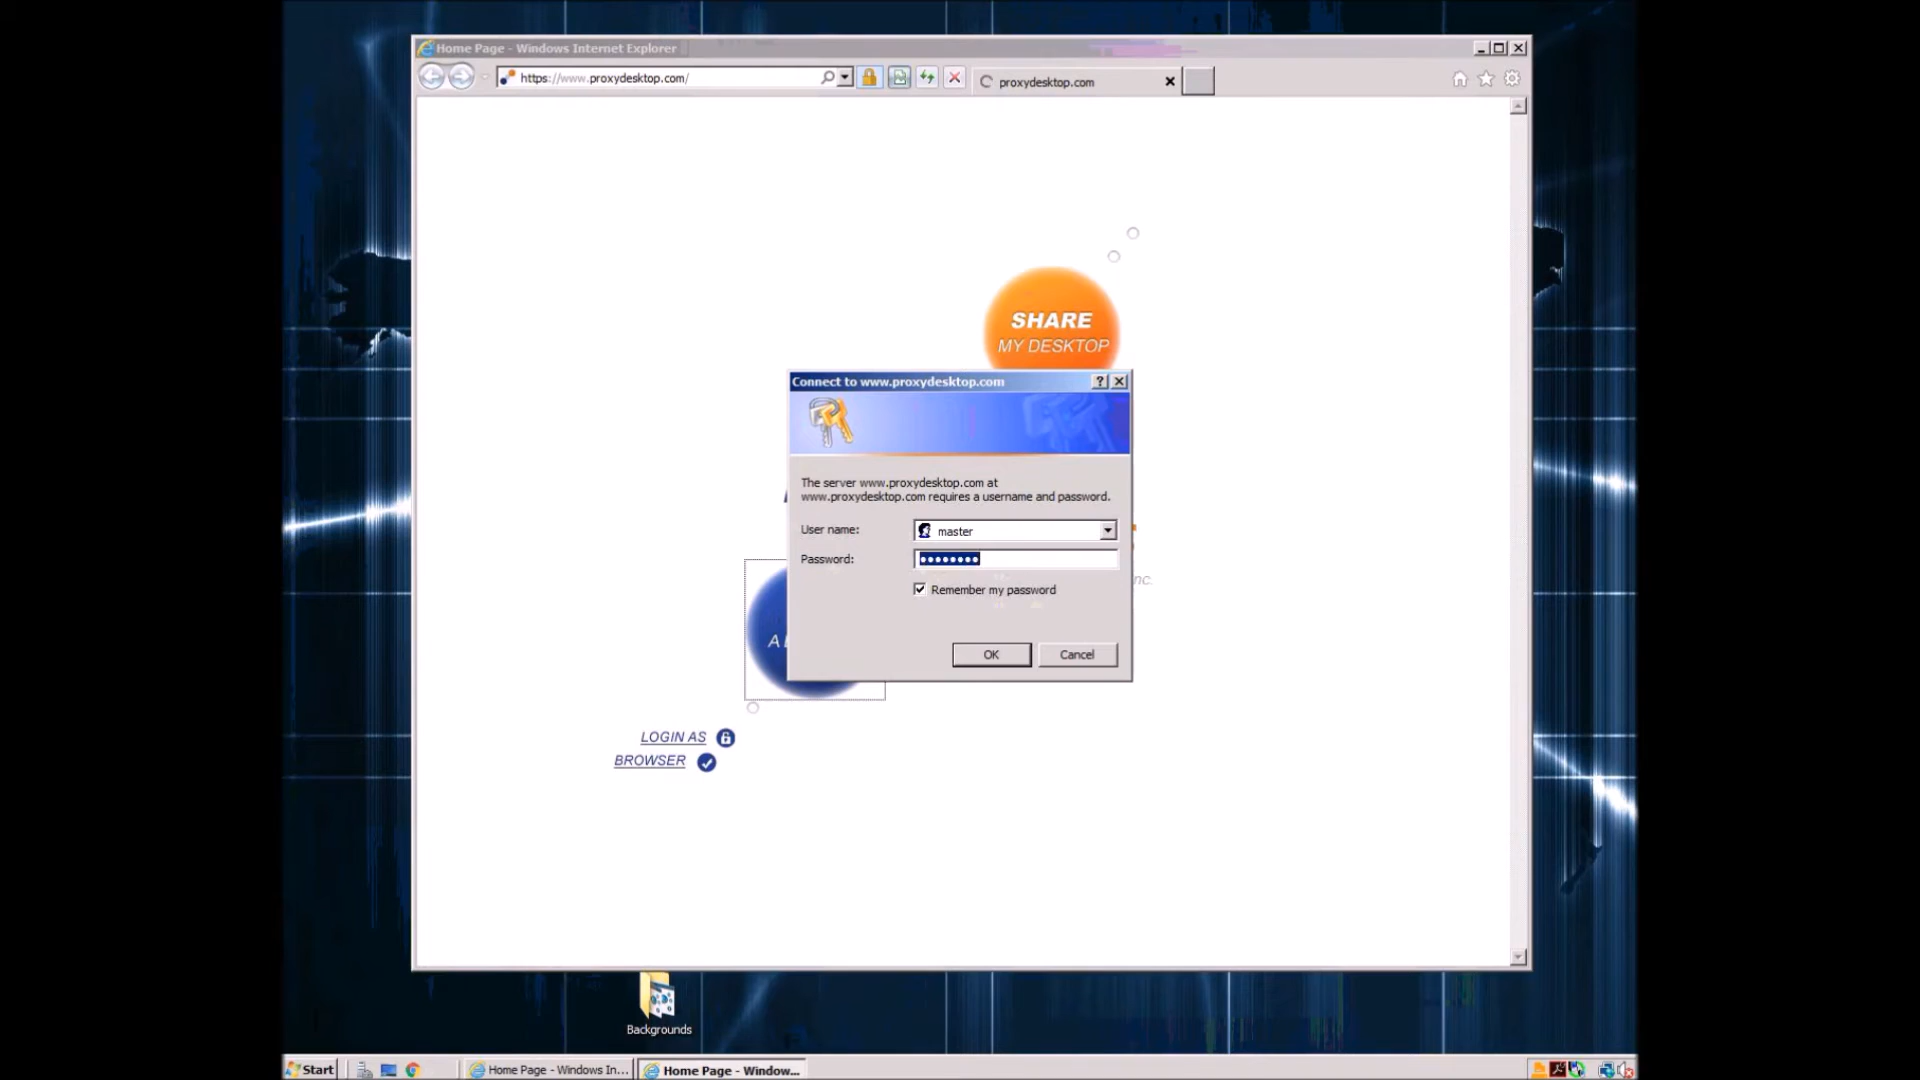 Home Page - Windows Internet Explorer
https://www.proxydesktop.com/
proxydesktop.com
SHARE
MY DESKTOP
Connect to www.proxydesktop.com
The server www.proxydesktop.com at
www.proxydesktop.com requires a username and password.
User name:
master
Password:
Remember my password
OK
Cancel
nc.
A
LOGIN AS
BROWSER
Backgrounds
Start
Home Page - Windows In...
Home Page - Window...